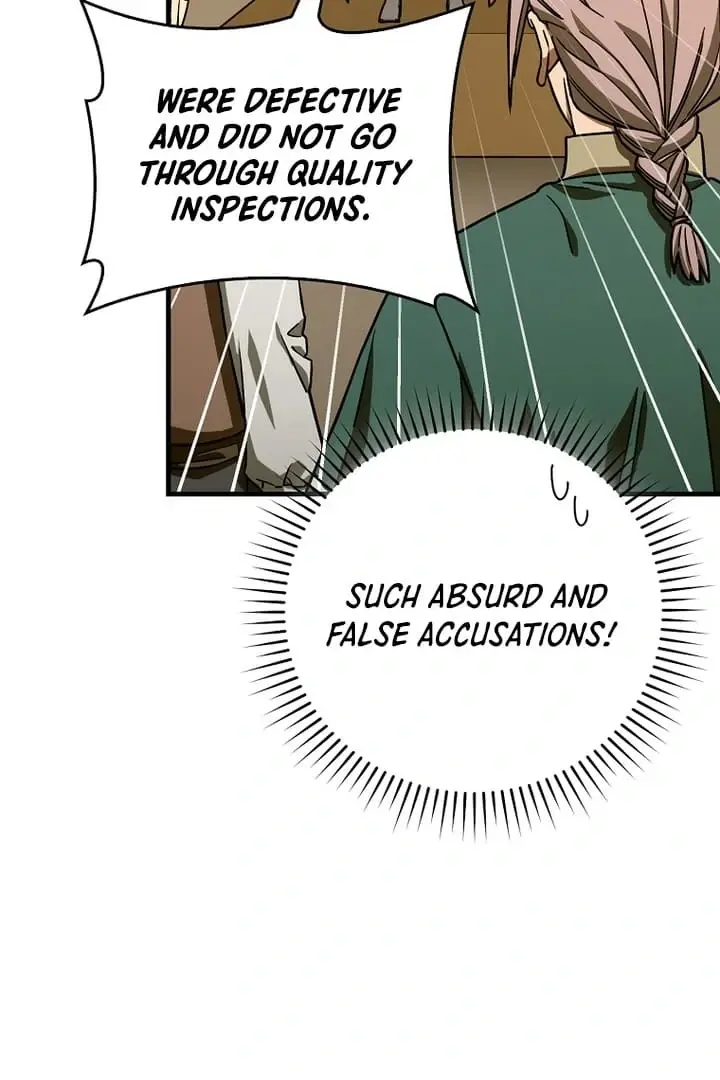 WERE DEFECTIVE
AND DID NOT GO
THROUGH QUALITY
INSPECTIONS.
SUCH ABSURD AND
FALSE ACCUSATIONS!